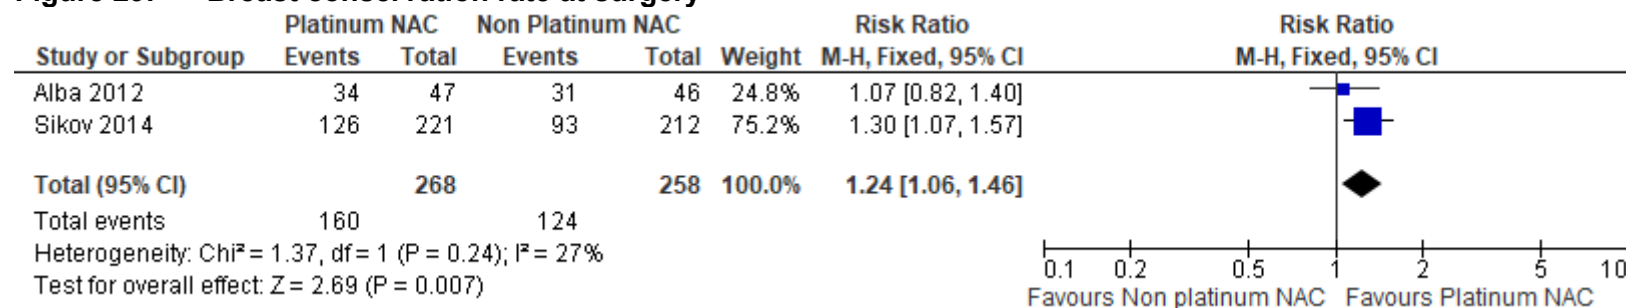 Platinum NAC Non Platinum NAC Risk Ratio Risk Ratio
Study or Subgroup Events Total Events Total Weight M-H, Fixed, 95% CI M-H, Fixed, 95% CI
Alba 2012 34 47 31 46 24.8% 1.07 [0.82, 1.40]
Sikov 2014 126 221 93 212 75.2% 1.30 [1.07, 1.57]
Total (95% CI) 268 258 100.0% 1.24 [1.06, 1.46]
Total events 160 124
Heterogeneity: Chi² = 1.37, df = 1 (P = 0.24); I² = 27%
Test for overall effect: Z = 2.69 (P = 0.007)
0.1 0.2 0.5 1 2 5 10
Favours Non platinum NAC Favours Platinum NAC